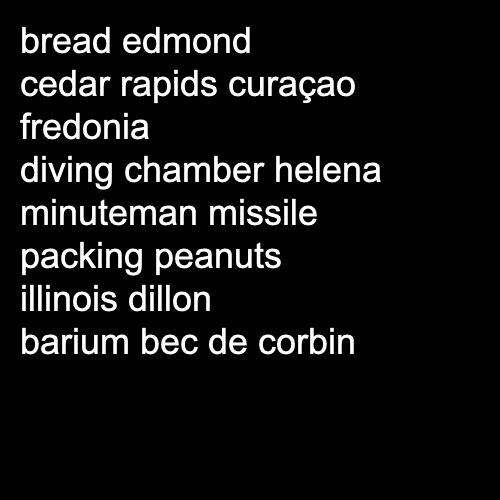 bread edmond
cedar rapids curaçao
fredonia
diving chamber helena
minuteman missile
packing peanuts
illinois dillon
barium bec de corbin